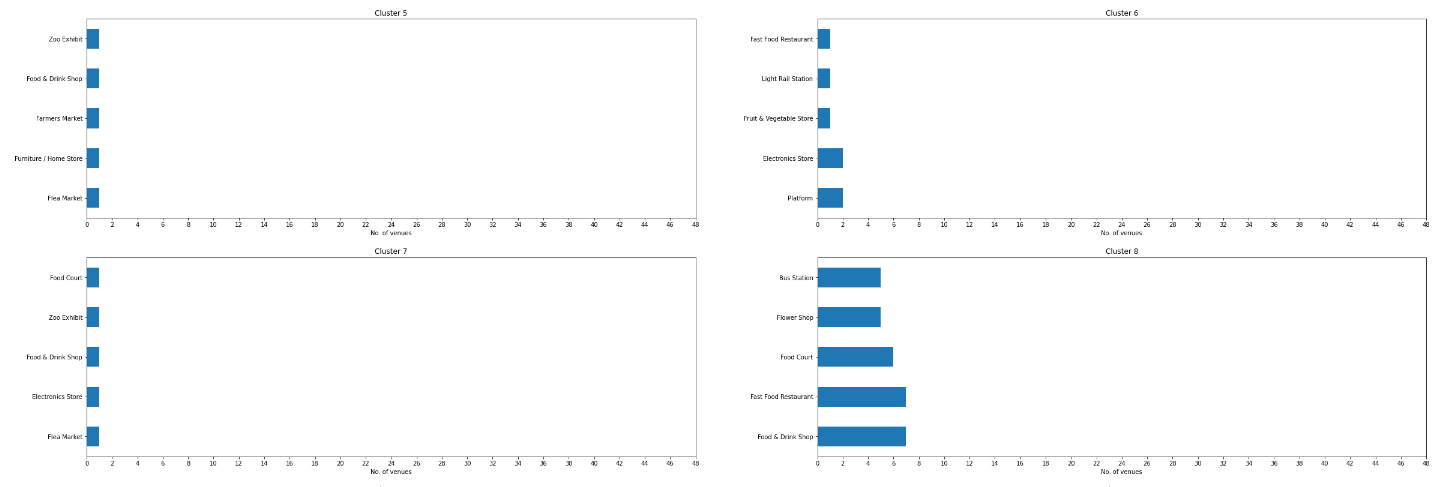 Cluster 5
Zoo Exhibit
Food & Drink Shop
Farmers Market
Furniture / Home Store
Flea Market
0 2 4 6 8 10 12 14 16 18 20 22 24 26 28 30 32 34 36 38 40 42 44 46 48
No. of venues
Cluster 6
Fast Food Restaurant
Light Rail Station
Fruit & Vegetable Store
Electronics Store
Platform
0 2 4 6 8 10 12 14 16 18 20 22 24 26 28 30 32 34 36 38 40 42 44 46 48
No. of venues
Cluster 7
Food Court
Zoo Exhibit
Food & Drink Shop
Electronics Store
Flea Market
0 2 4 6 8 10 12 14 16 18 20 22 24 26 28 30 32 34 36 38 40 42 44 46 48
No. of venues
Cluster 8
Bus Station
Flower Shop
Food Court
Fast Food Restaurant
Food & Drink Shop
0 2 4 6 8 10 12 14 16 18 20 22 24 26 28 30 32 34 36 38 40 42 44 46 48
No. of venues